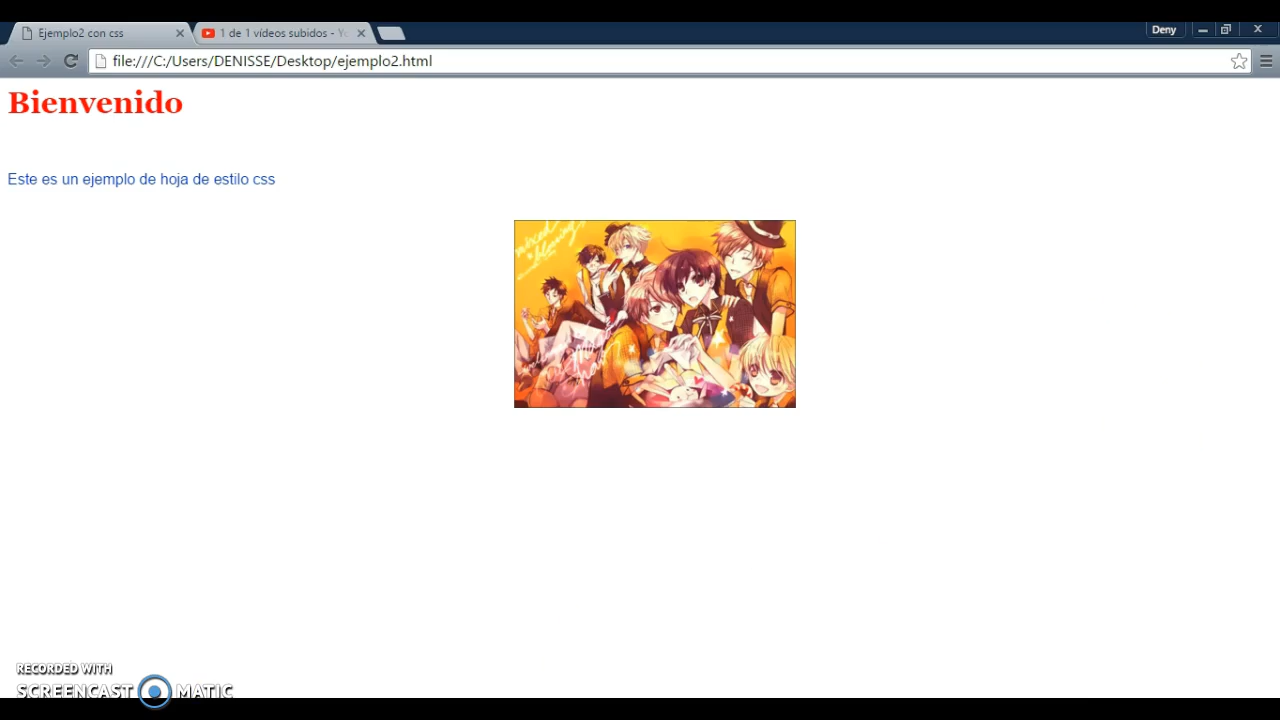 Ejemplo2 con css
1 de 1 vídeos subidos - Yo
Deny
file:///C:/Users/DENISSE/Desktop/ejemplo2.html
Bienvenido
Este es un ejemplo de hoja de estilo css
RECORDED WITH
SCREENCAST MATIC